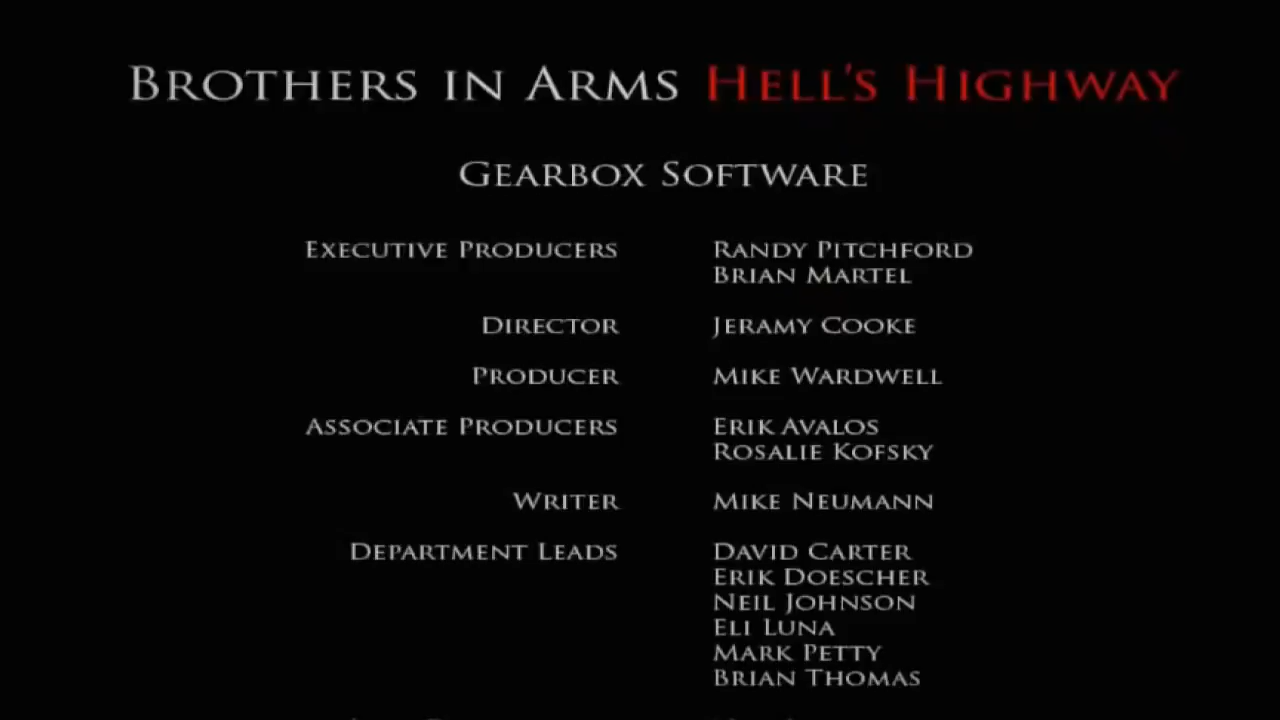 Brothers in Arms Hell's Highway
Gearbox Software
Executive Producers Randy Pitchford
Brian Martel
Director Jeramy Cooke
Producer Mike Wardwell
Associate Producers Erik Avalos
Rosalie Kofsky
Writer Mike Neumann
Department Leads David Carter
Erik Doescher
Neil Johnson
Eli Luna
Mark Petty
Brian Thomas